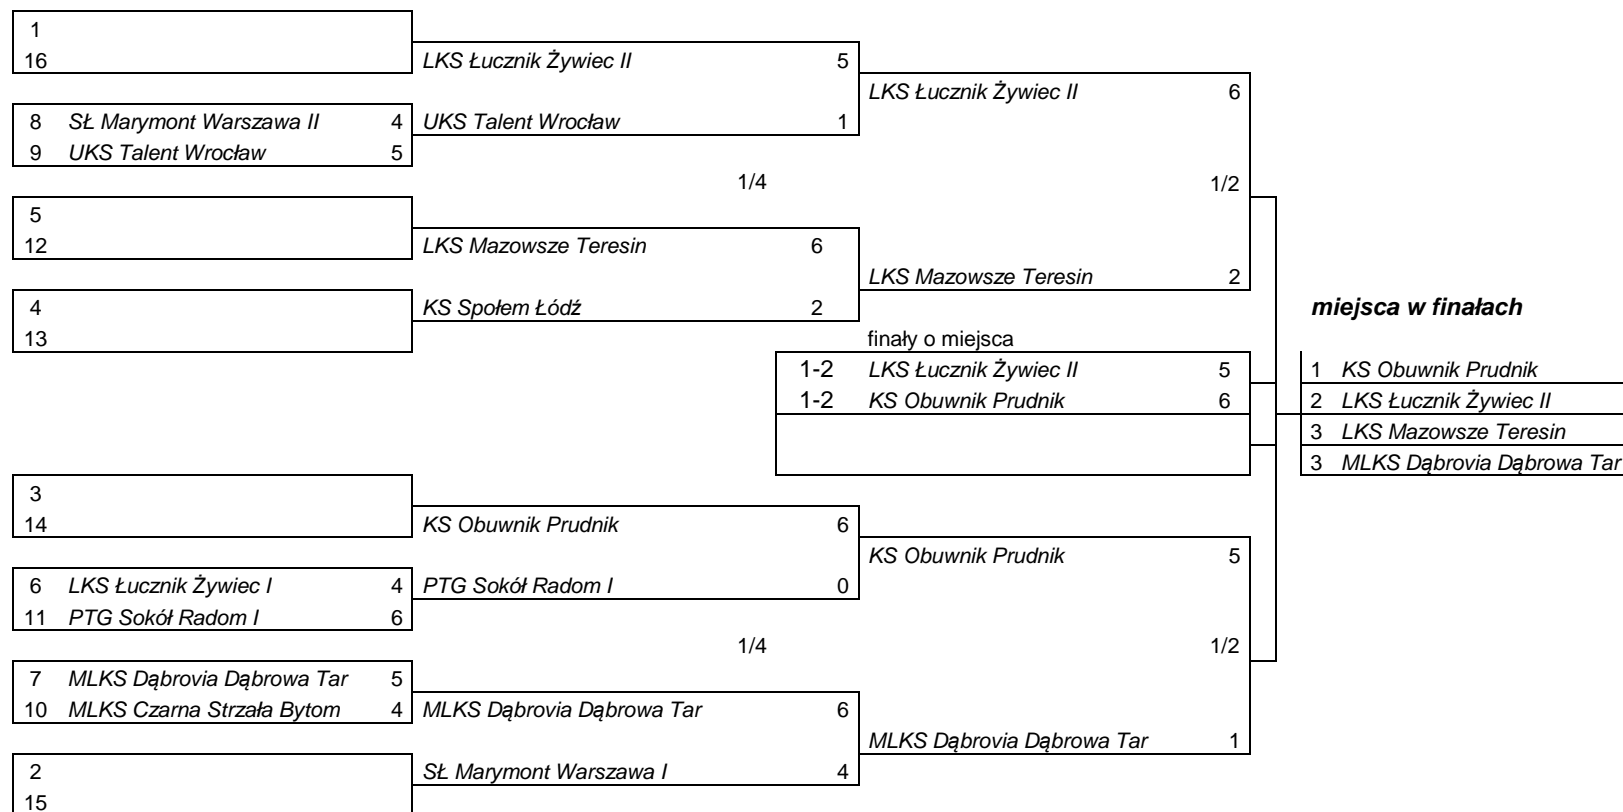 1
16 LKS Łucznik Żywiec II 5
LKS Łucznik Żywiec II 6
8 SŁ Marymont Warszawa II 4 UKS Talent Wrocław 1
9 UKS Talent Wrocław 5
1/4 1/2
5
12 LKS Mazowsze Teresin 6
LKS Mazowsze Teresin 2
4 KS Społem Łódź 2 miejsca w finałach
13 finały o miejsca
1-2 LKS Łucznik Żywiec II 5 1 KS Obuwnik Prudnik
1-2 KS Obuwnik Prudnik 6 2 LKS Łucznik Żywiec II
3 LKS Mazowsze Teresin
3 MLKS Dąbrovia Dąbrowa Tar
3
14 KS Obuwnik Prudnik 6
KS Obuwnik Prudnik 5
6 LKS Łucznik Żywiec I 4 PTG Sokół Radom I 0
11 PTG Sokół Radom I 6
1/4 1/2
7 MLKS Dąbrovia Dąbrowa Tar 5
10 MLKS Czarna Strzała Bytom 4 MLKS Dąbrovia Dąbrowa Tar 6
MLKS Dąbrovia Dąbrowa Tar 1
2 SŁ Marymont Warszawa I 4
15